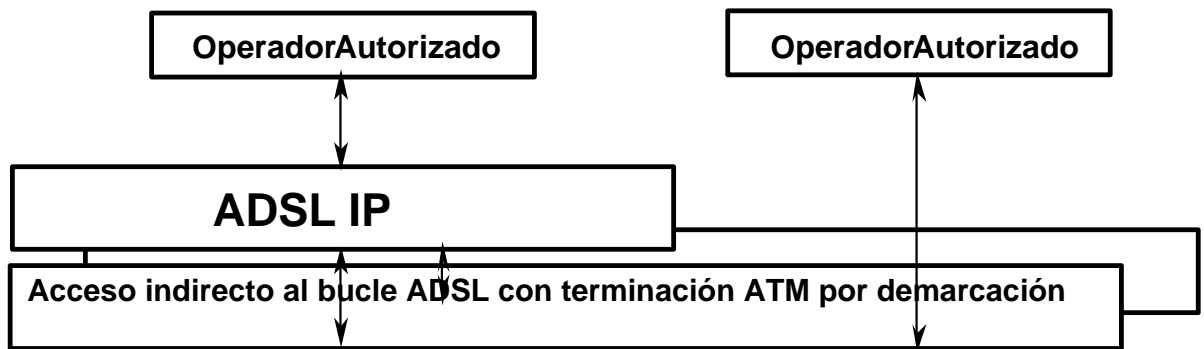 OperadorAutorizado
OperadorAutorizado
ADSL IP
Acceso indirecto al bucle ADSL con terminación ATM por demarcación